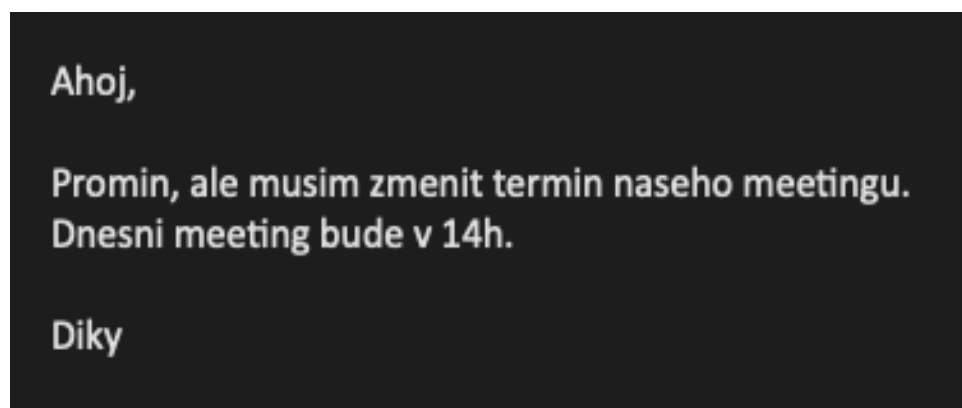 Ahoj,
Promin, ale musim zmenit termin naseho meetingu.
Dnesni meeting bude v 14h.
Diky